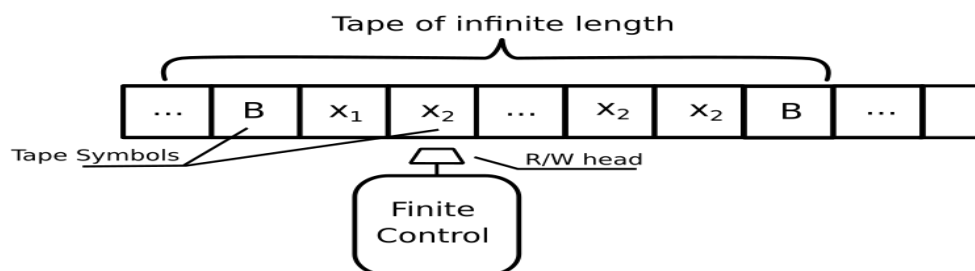 Tape of infinite length
... B x₁ x₂ ... x₂ x₂ B ...
Tape Symbols
R/W head
Finite
Control